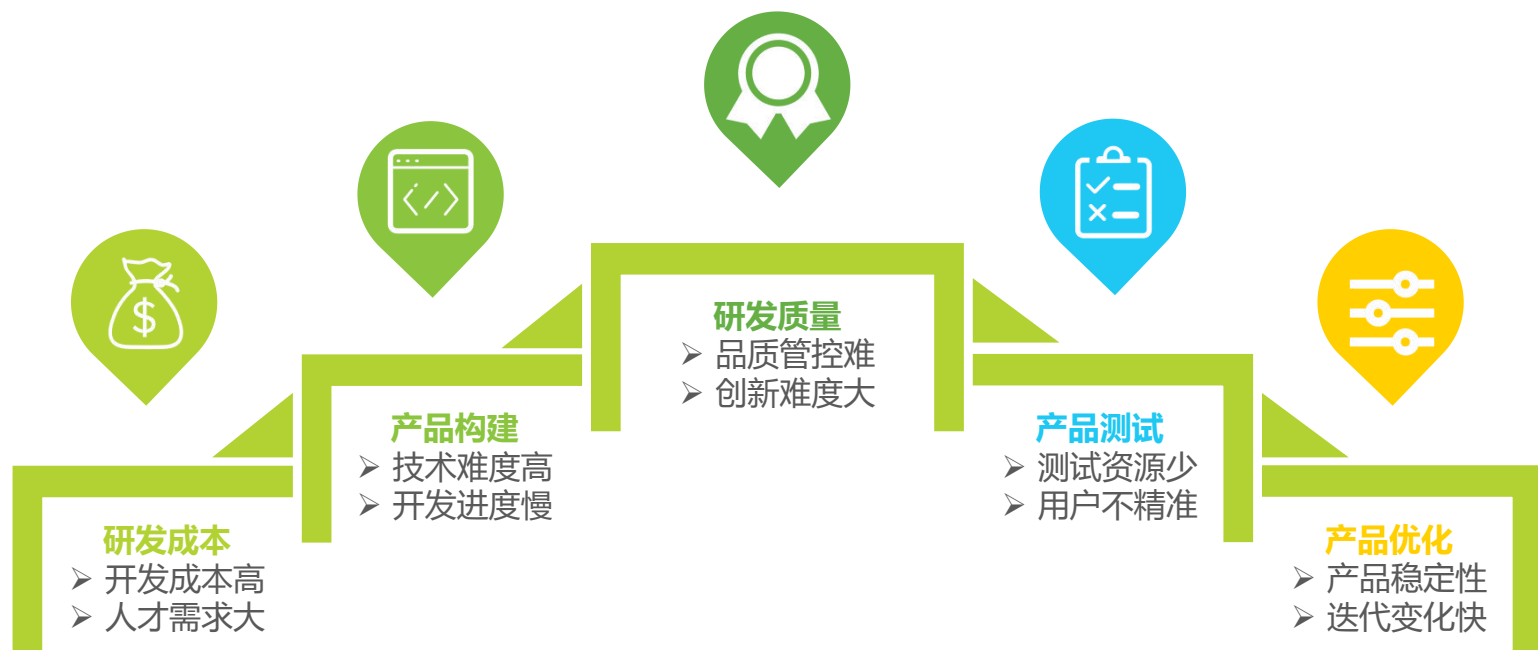 研发成本
➢ 开发成本高
➢ 人才需求大
产品构建
➢ 技术难度高
➢ 开发进度慢
研发质量
➢ 品质管控难
➢ 创新难度大
产品测试
➢ 测试资源少
➢ 用户不精准
产品优化
➢ 产品稳定性
➢ 迭代变化快